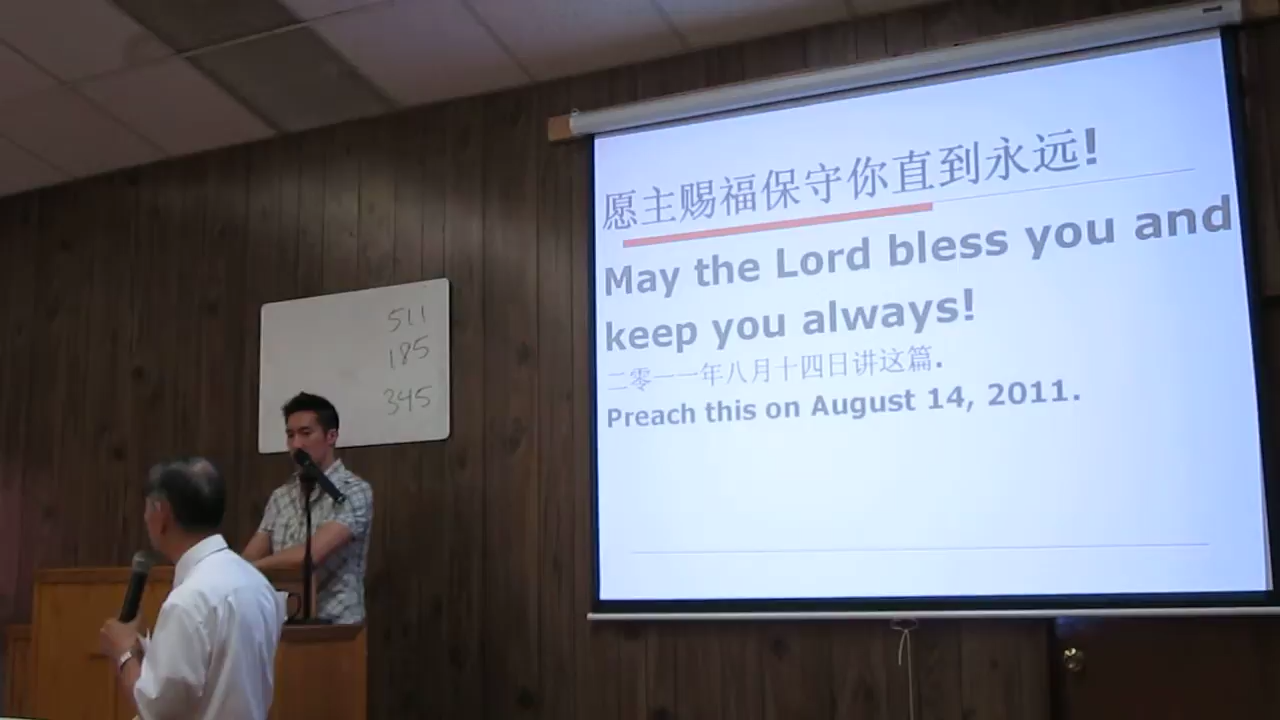 511
185
345
愿主赐福保守你直到永远!
May the Lord bless you and
keep you always!
二零一一年八月十四日讲这篇.
Preach this on August 14, 2011.